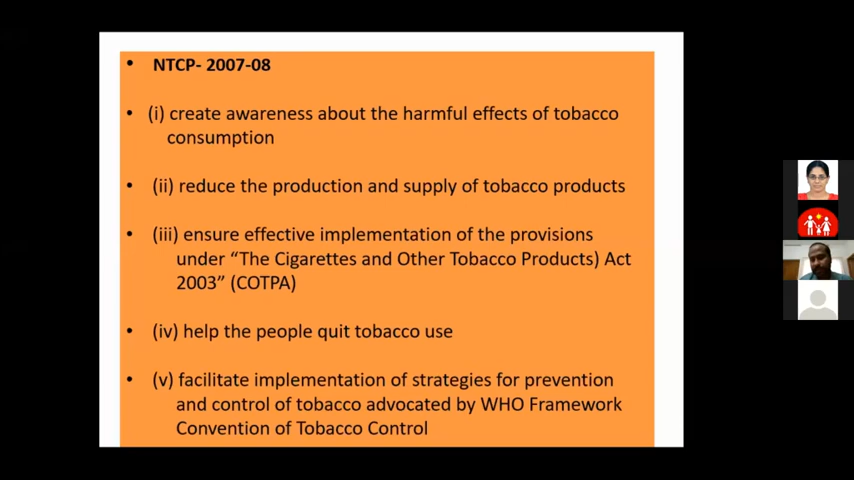 • NTCP- 2007-08
• (i) create awareness about the harmful effects of tobacco
consumption
• (ii) reduce the production and supply of tobacco products
• (iii) ensure effective implementation of the provisions
under “The Cigarettes and Other Tobacco Products) Act
2003” (COTPA)
• (iv) help the people quit tobacco use
• (v) facilitate implementation of strategies for prevention
and control of tobacco advocated by WHO Framework
Convention of Tobacco Control